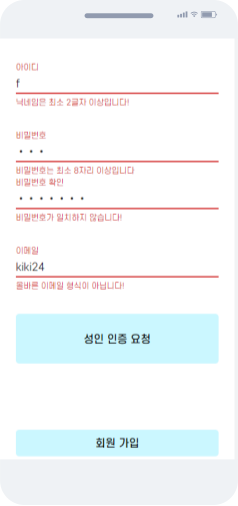 아이디
f
닉네임은 최소 2글자 이상입니다!
비밀번호
• • •
비밀번호는 최소 8자리 이상입니다
비밀번호 확인
• • • • • • •
비밀번호가 일치하지 않습니다!
이메일
kiki24
올바른 이메일 형식이 아닙니다!
성인 인증 요청
회원 가입